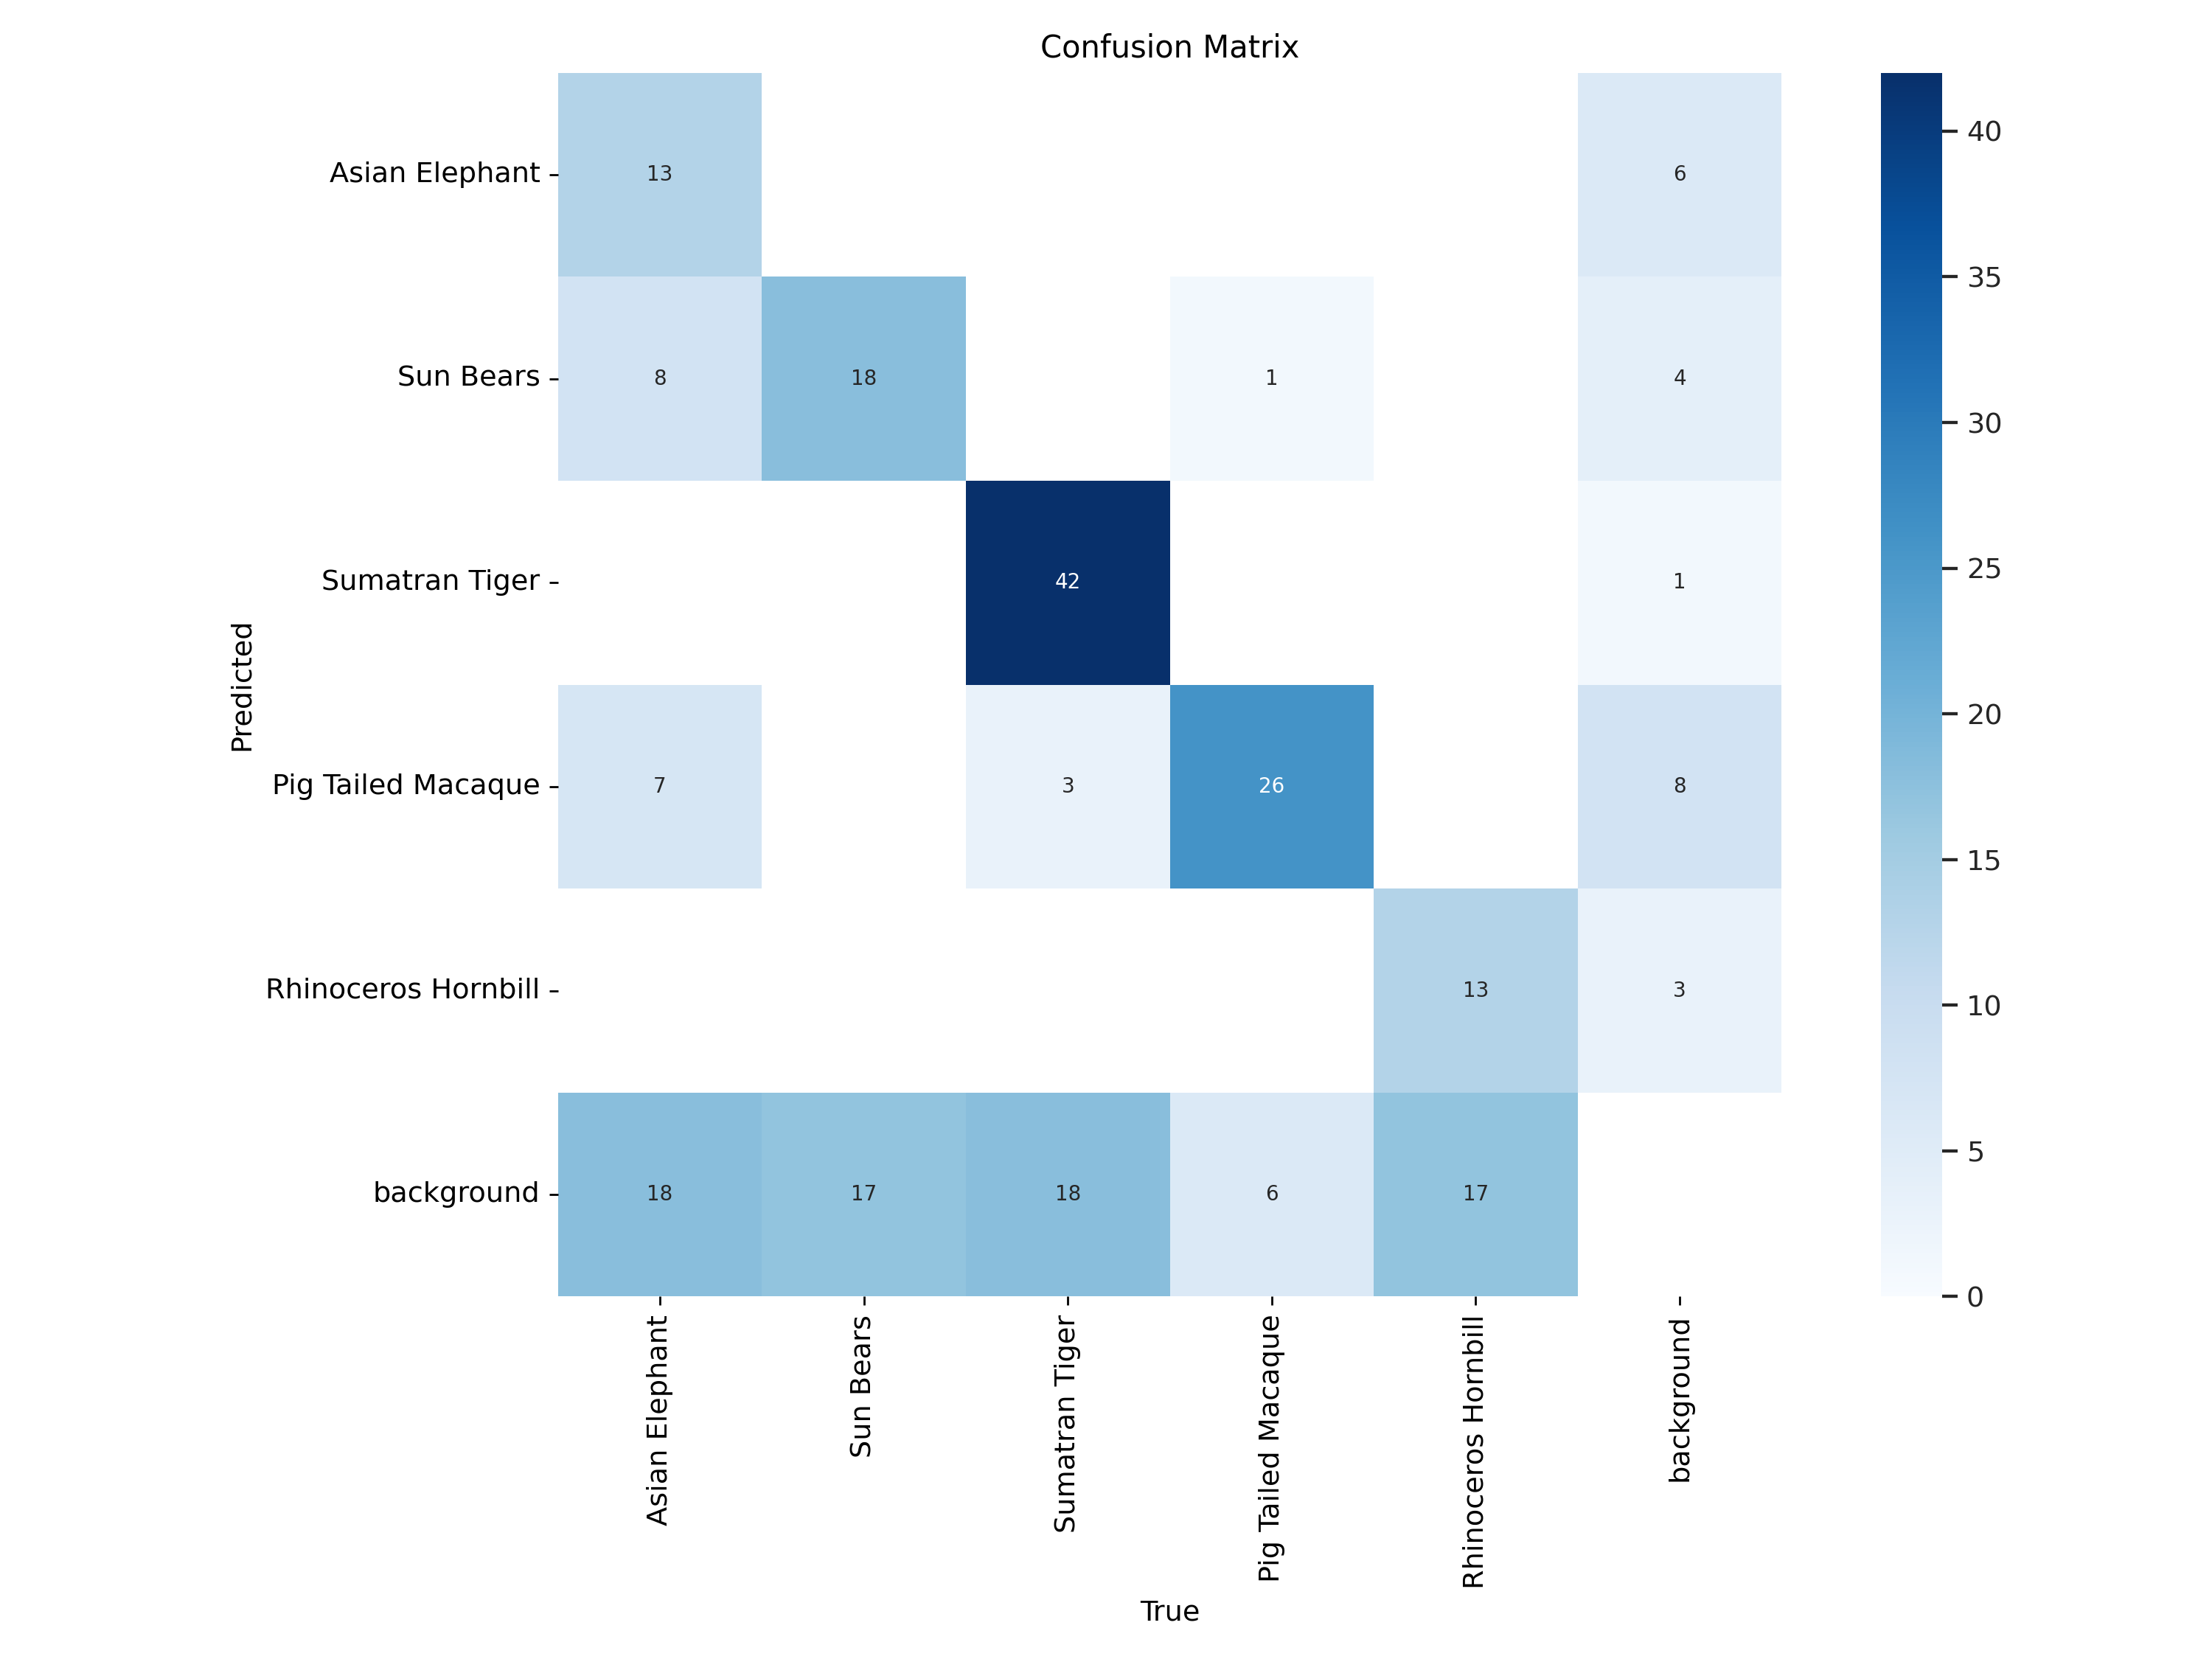 Confusion Matrix
Asian Elephant 13 6
Sun Bears 8 18 1 4
Sumatran Tiger 42 1
Pig Tailed Macaque 7 3 26 8
Rhinoceros Hornbill 13 3
background 18 17 18 6 17
Predicted
Asian Elephant
Sun Bears
Sumatran Tiger
Pig Tailed Macaque
Rhinoceros Hornbill
background
True
40
35
30
25
20
15
10
5
0